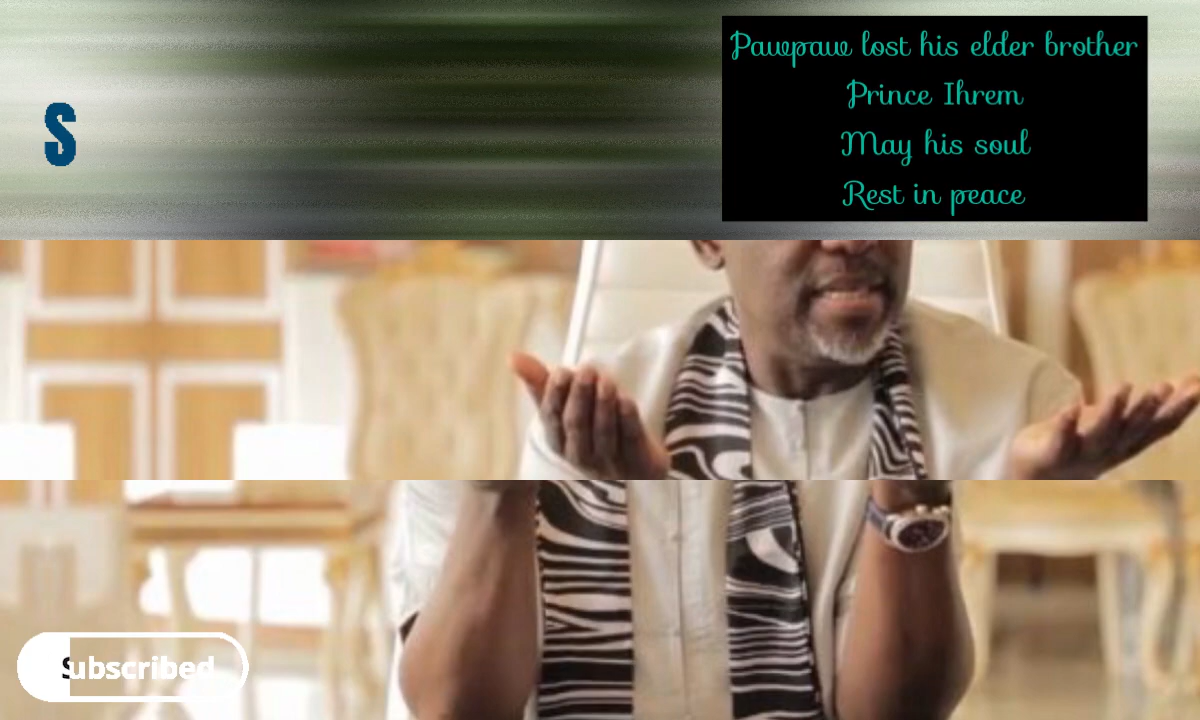 Pawpaw lost his elder brother
Prince Ihrem
May his soul
Rest in peace
S
Subscribed